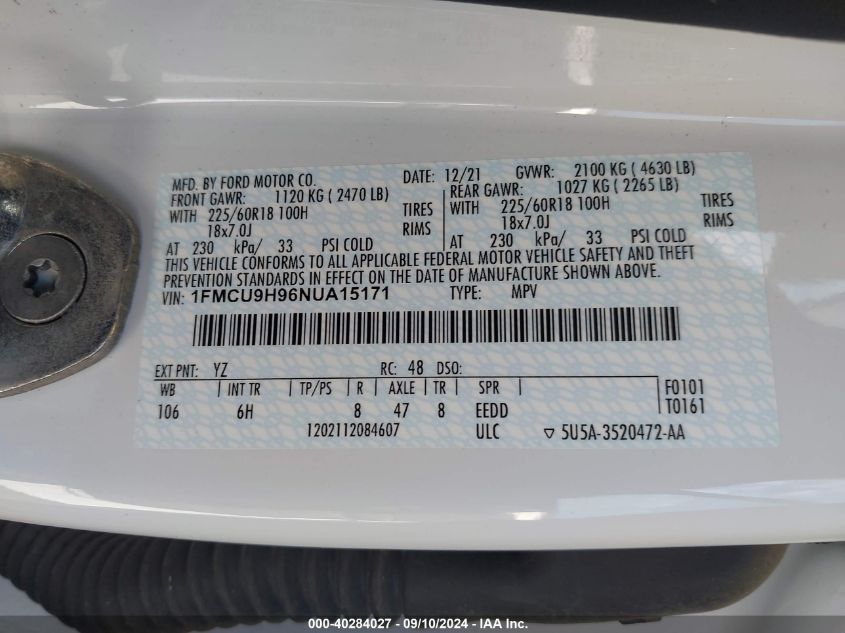 MFD. BY FORD MOTOR CO. DATE: 12/21 GVWR: 2100 KG ( 4630 LB)
FRONT GAWR: 1120 KG ( 2470 LB) REAR GAWR: 1027 KG ( 2265 LB)
WITH 225/60R18 100H TIRES WITH 225/60R18 100H TIRES
18x7.0J RIMS 18x7.0J RIMS
AT 230 kPa/ 33 PSI COLD AT 230 kPa/ 33 PSI COLD
THIS VEHICLE CONFORMS TO ALL APPLICABLE FEDERAL MOTOR VEHICLE SAFETY AND THEFT
PREVENTION STANDARDS IN EFFECT ON THE DATE OF MANUFACTURE SHOWN ABOVE.
VIN: 1FMCU9H96NUA15171 TYPE: MPV
EXT PNT: YZ RC: 48 DSO:
WB INT TR TP/PS R AXLE TR SPR F0101
106 6H 8 47 8 EEDD T0161
1202112084607 ULC ▽ 5U5A-3520472-AA
000-40284027 - 09/10/2024 - IAA Inc.